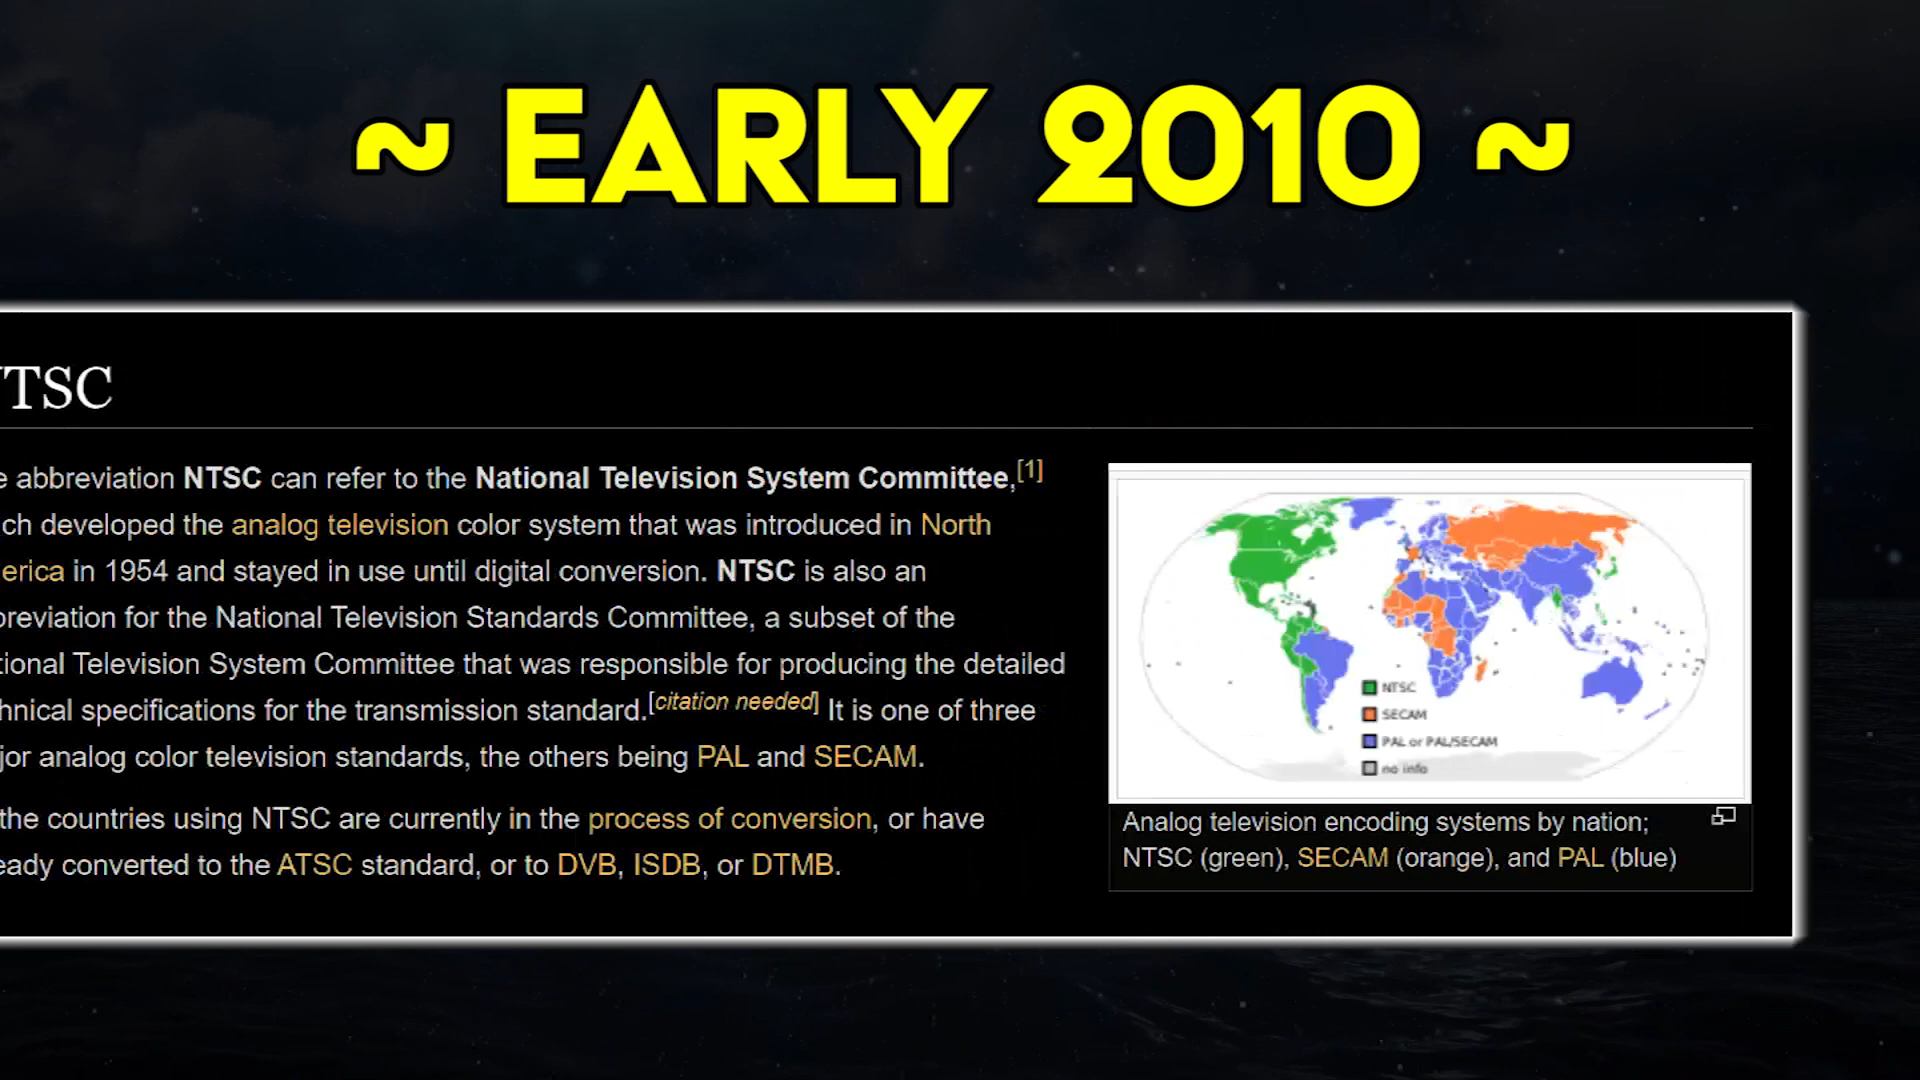 ~ EARLY 2010 ~
TSC
abbreviation NTSC can refer to the National Television System Committee,[1]
ch developed the analog television color system that was introduced in North
erica in 1954 and stayed in use until digital conversion. NTSC is also an
breviation for the National Television Standards Committee, a subset of the
tional Television System Committee that was responsible for producing the detailed
hnical specifications for the transmission standard.[citation needed] It is one of three
jor analog color television standards, the others being PAL and SECAM.
the countries using NTSC are currently in the process of conversion, or have
eady converted to the ATSC standard, or to DVB, ISDB, or DTMB.
NTSC
SECAM
PAL or PAL/SECAM
no info
Analog television encoding systems by nation;
NTSC (green), SECAM (orange), and PAL (blue)